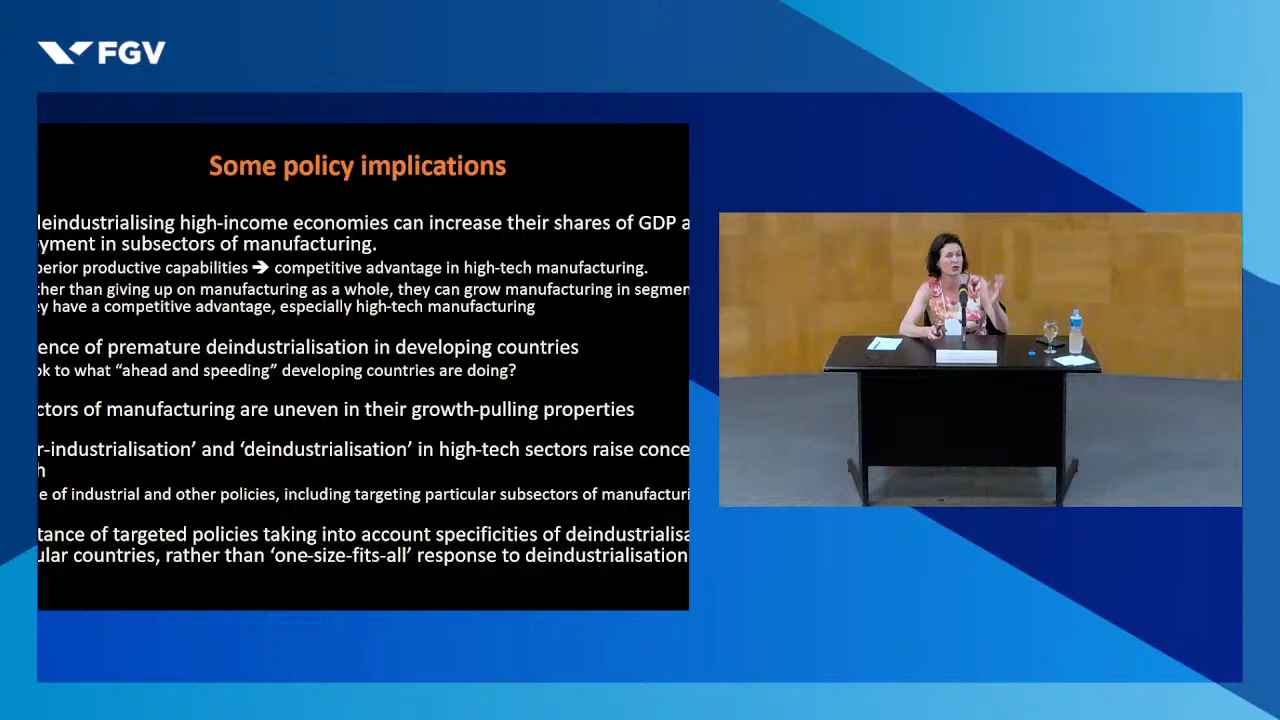 FGV
Some policy implications
deindustrialising high-income economies can increase their shares of GDP a
oyment in subsectors of manufacturing.
perior productive capabilities ➔ competitive advantage in high-tech manufacturing.
ther than giving up on manufacturing as a whole, they can grow manufacturing in segmen
ey have a competitive advantage, especially high-tech manufacturing
ence of premature deindustrialisation in developing countries
ok to what “ahead and speeding” developing countries are doing?
ctors of manufacturing are uneven in their growth-pulling properties
r-industrialisation’ and ‘deindustrialisation’ in high-tech sectors raise conce
h
e of industrial and other policies, including targeting particular subsectors of manufacturi
tance of targeted policies taking into account specificities of deindustrialisa
ular countries, rather than ‘one-size-fits-all’ response to deindustrialisation